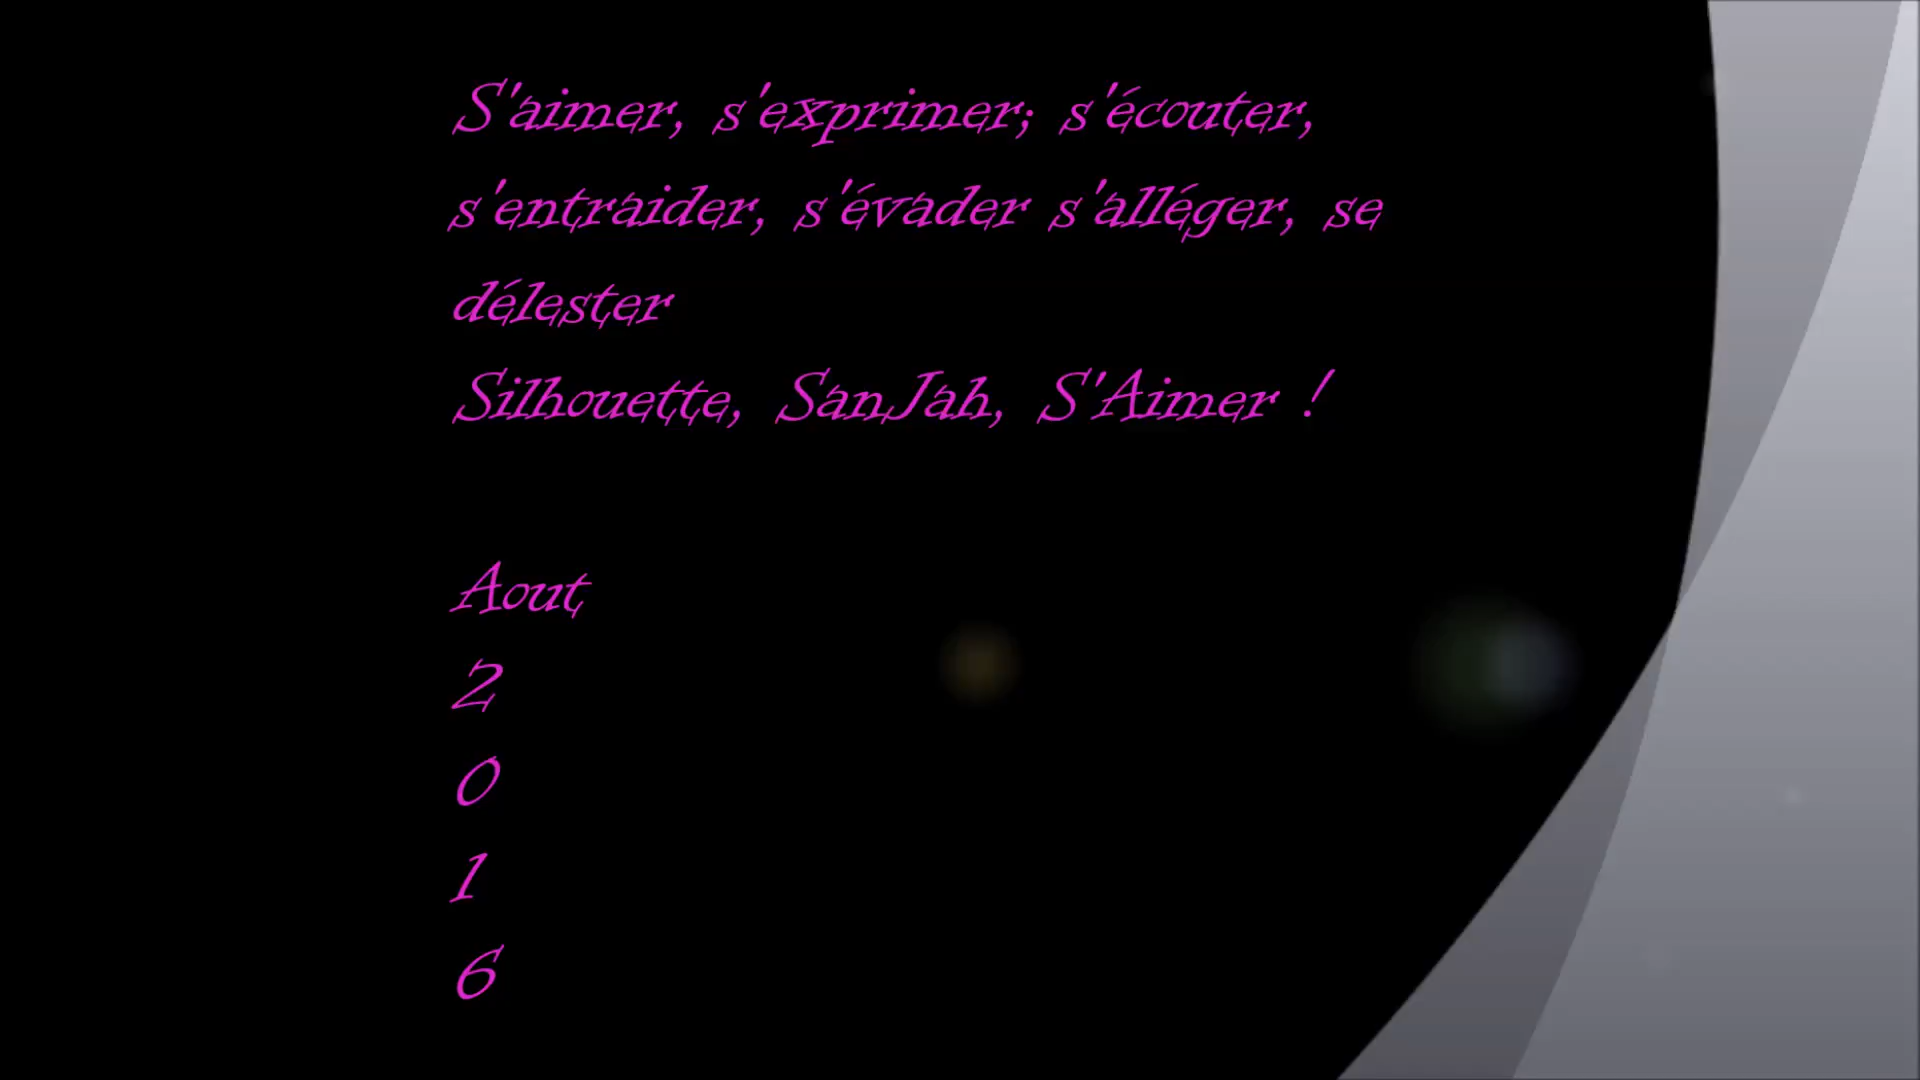 S'aimer, s'exprimer; s'écouter,
s'entraider, s'évader s'alléger, se
délester
Silhouette, SanJah, S'Aimer !
Aout
2
0
1
6